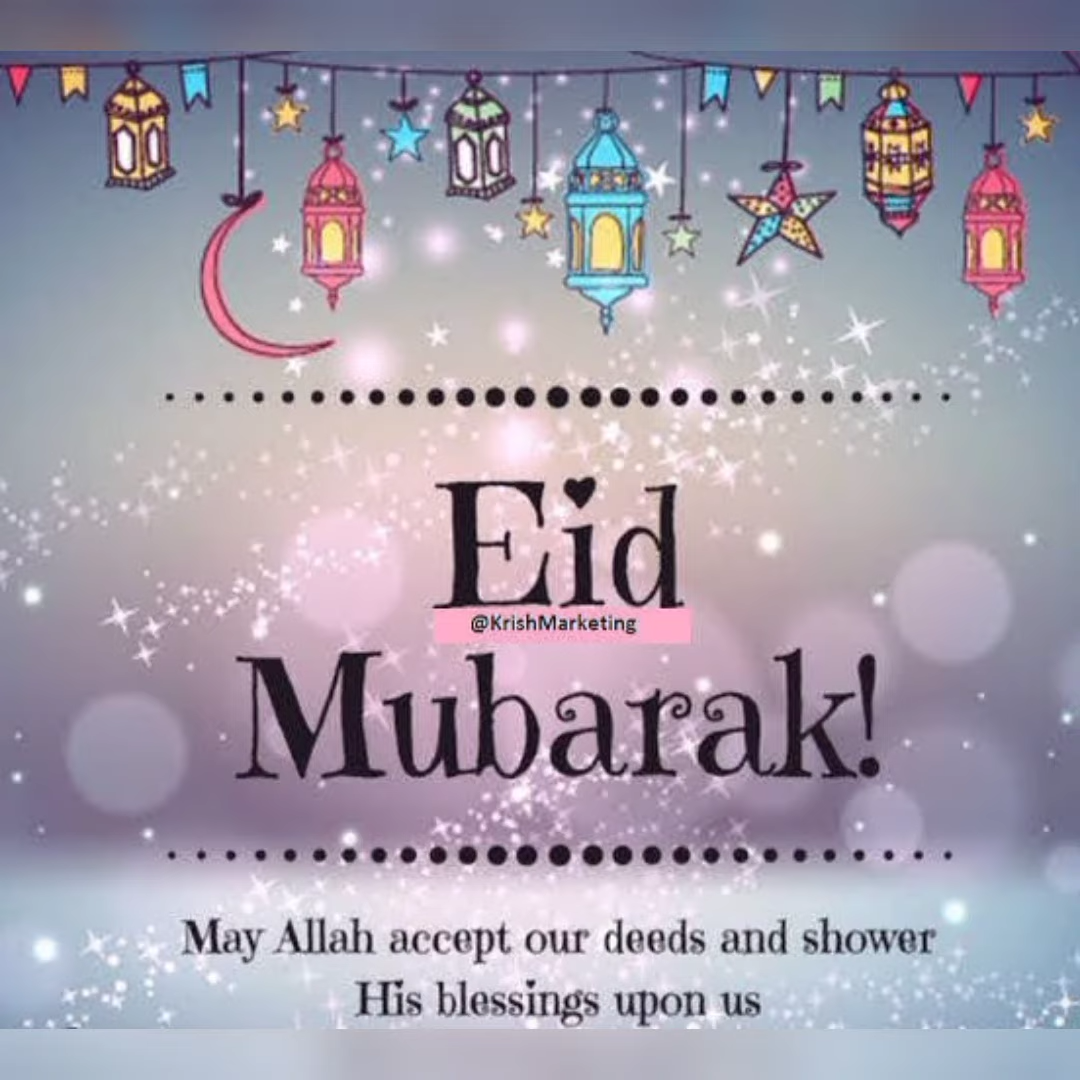 Eid
@KrishMarketing
Mubarak!
May Allah accept our deeds and shower
His blessings upon us